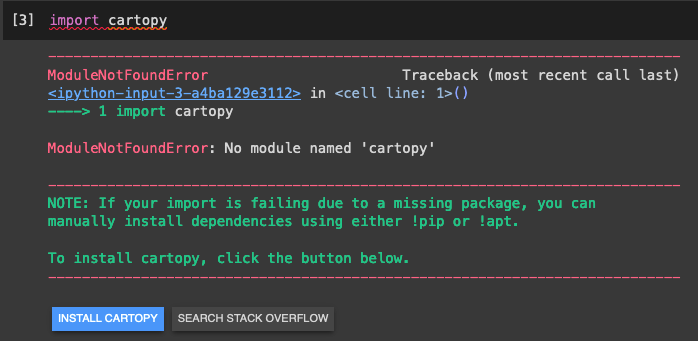 [3] import cartopy
---------------------------------------------------------------------------
ModuleNotFoundError                       Traceback (most recent call last)
<ipython-input-3-a4ba129e3112> in <cell line: 1>()
----> 1 import cartopy

ModuleNotFoundError: No module named 'cartopy'

---------------------------------------------------------------------------
NOTE: If your import is failing due to a missing package, you can
manually install dependencies using either !pip or !apt.

To install cartopy, click the button below.
---------------------------------------------------------------------------
INSTALL CARTOPY SEARCH STACK OVERFLOW